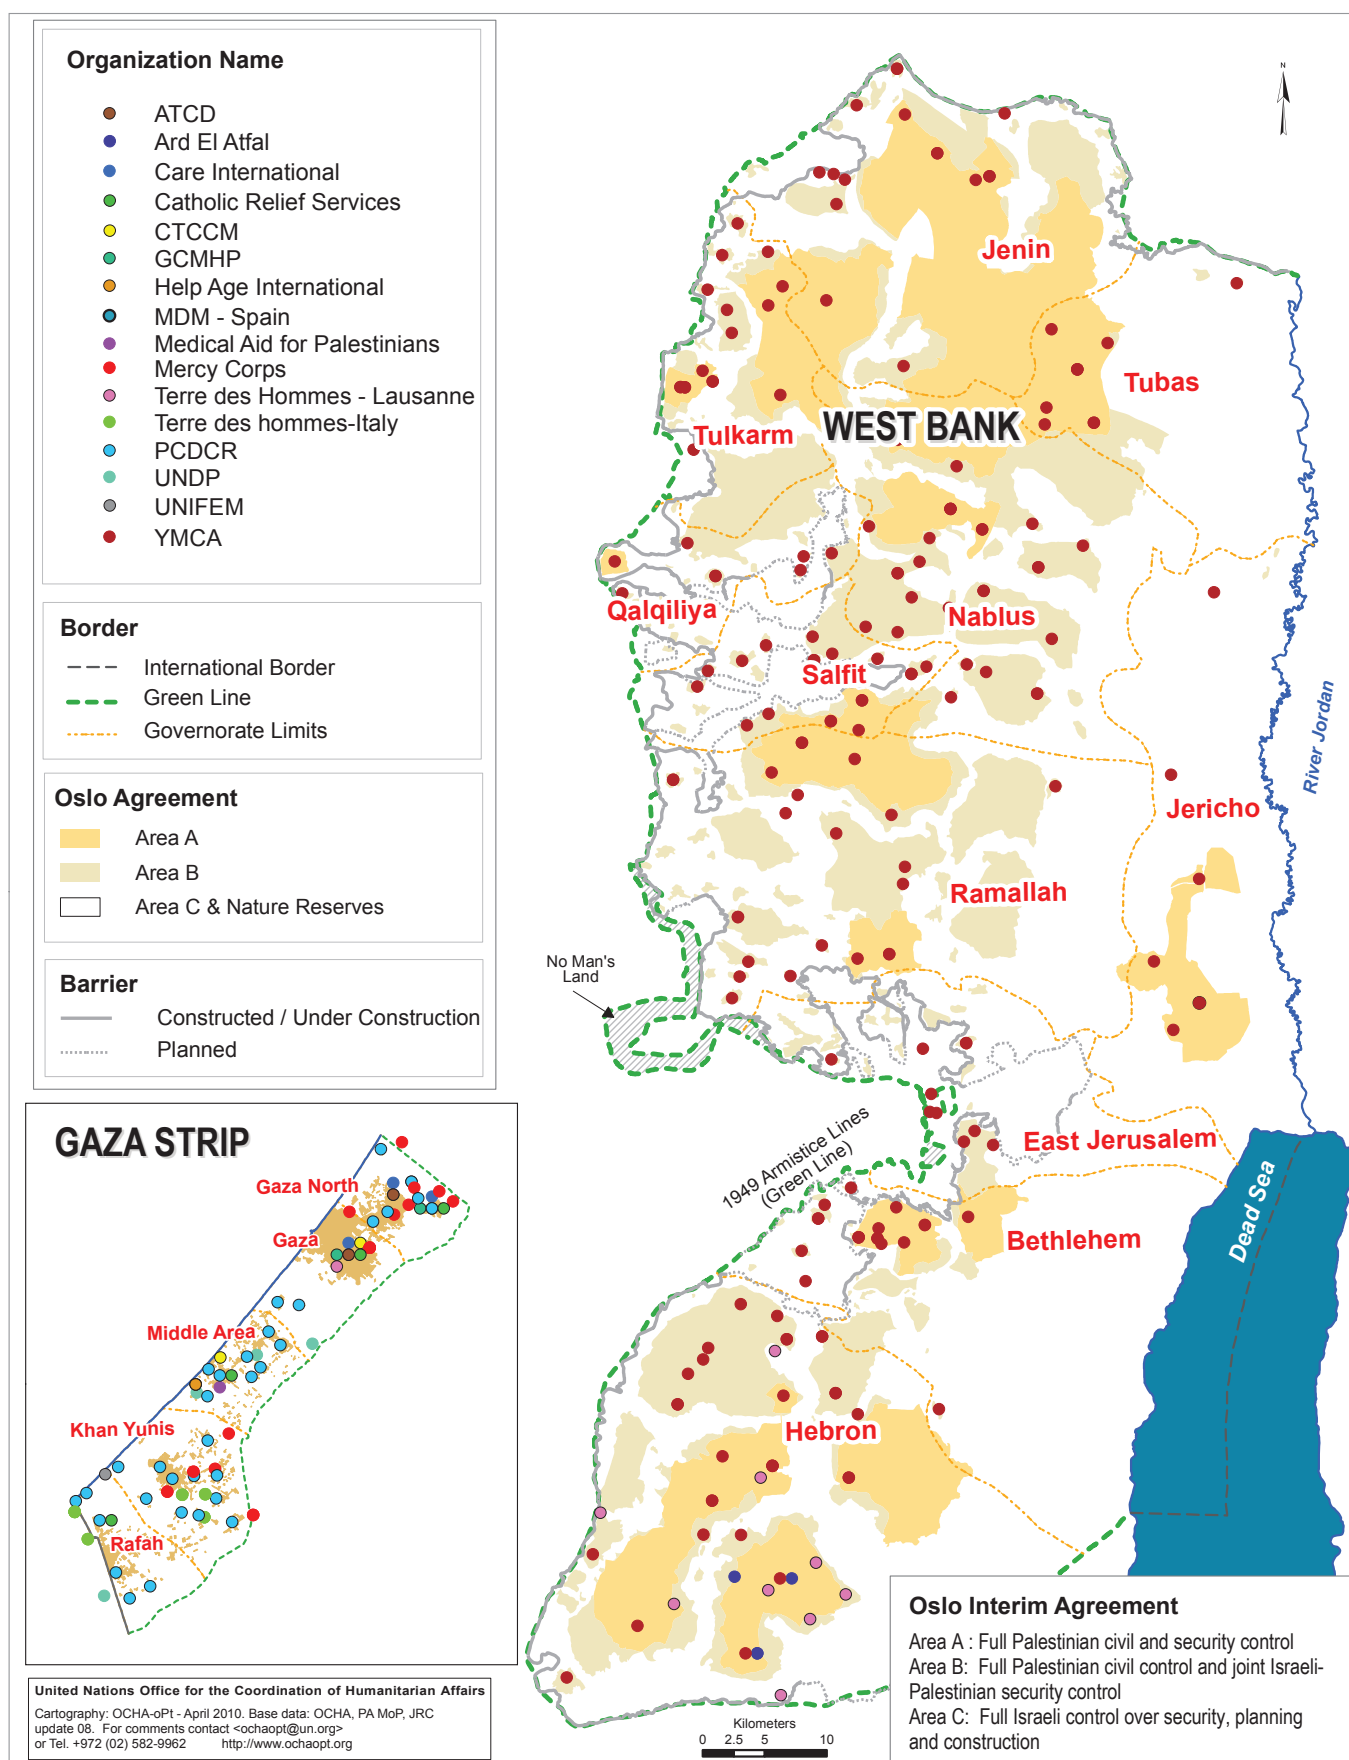 Organization Name
ATCD
Ard El Atfal
Care International
Catholic Relief Services
CTCCM
GCMHP
Help Age International
MDM - Spain
Medical Aid for Palestinians
Mercy Corps
Terre des Hommes - Lausanne
Terre des hommes-Italy
PCDCR
UNDP
UNIFEM
YMCA
Border
International Border
Green Line
Governorate Limits
Oslo Agreement
Area A
Area B
Area C & Nature Reserves
Barrier
Constructed / Under Construction
Planned
N
Jenin
Tubas
WEST BANK
Tulkarm
Qalqiliya
Nablus
Salfit
River Jordan
Jericho
Ramallah
No Man's
Land
1949 Armistice Lines
(Green Line)
East Jerusalem
Dead Sea
Bethlehem
Hebron
GAZA STRIP
Gaza North
Gaza
Middle Area
Khan Yunis
Rafah
Kilometers
0 2.5 5 10
Oslo Interim Agreement
Area A : Full Palestinian civil and security control
Area B: Full Palestinian civil control and joint Israeli-
Palestinian security control
Area C: Full Israeli control over security, planning
and construction
United Nations Office for the Coordination of Humanitarian Affairs
Cartography: OCHA-oPt - April 2010. Base data: OCHA, PA MoP, JRC
update 08. For comments contact <ochaopt@un.org>
or Tel. +972 (02) 582-9962 http://www.ochaopt.org